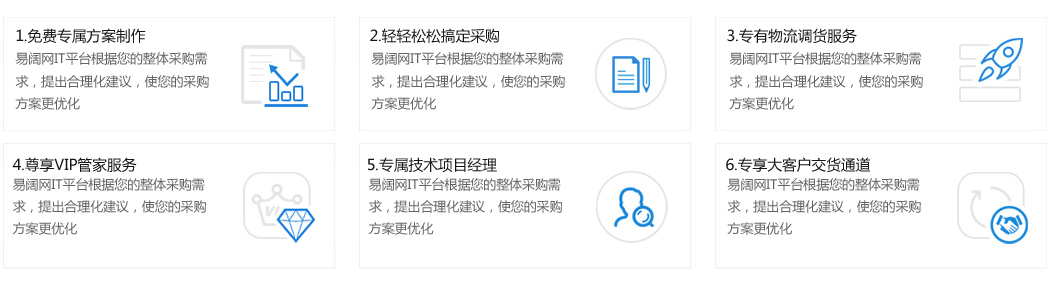 1.免费专属方案制作
易阔网IT平台根据您的整体采购需
求，提出合理化建议，使您的采购
方案更优化
2.轻轻松松搞定采购
易阔网IT平台根据您的整体采购需
求，提出合理化建议，使您的采购
方案更优化
3.专有物流调货服务
易阔网IT平台根据您的整体采购需
求，提出合理化建议，使您的采购
方案更优化
4.尊享VIP管家服务
易阔网IT平台根据您的整体采购需
求，提出合理化建议，使您的采购
方案更优化
VIP
5.专属技术项目经理
易阔网IT平台根据您的整体采购需
求，提出合理化建议，使您的采购
方案更优化
6.专享大客户交货通道
易阔网IT平台根据您的整体采购需
求，提出合理化建议，使您的采购
方案更优化